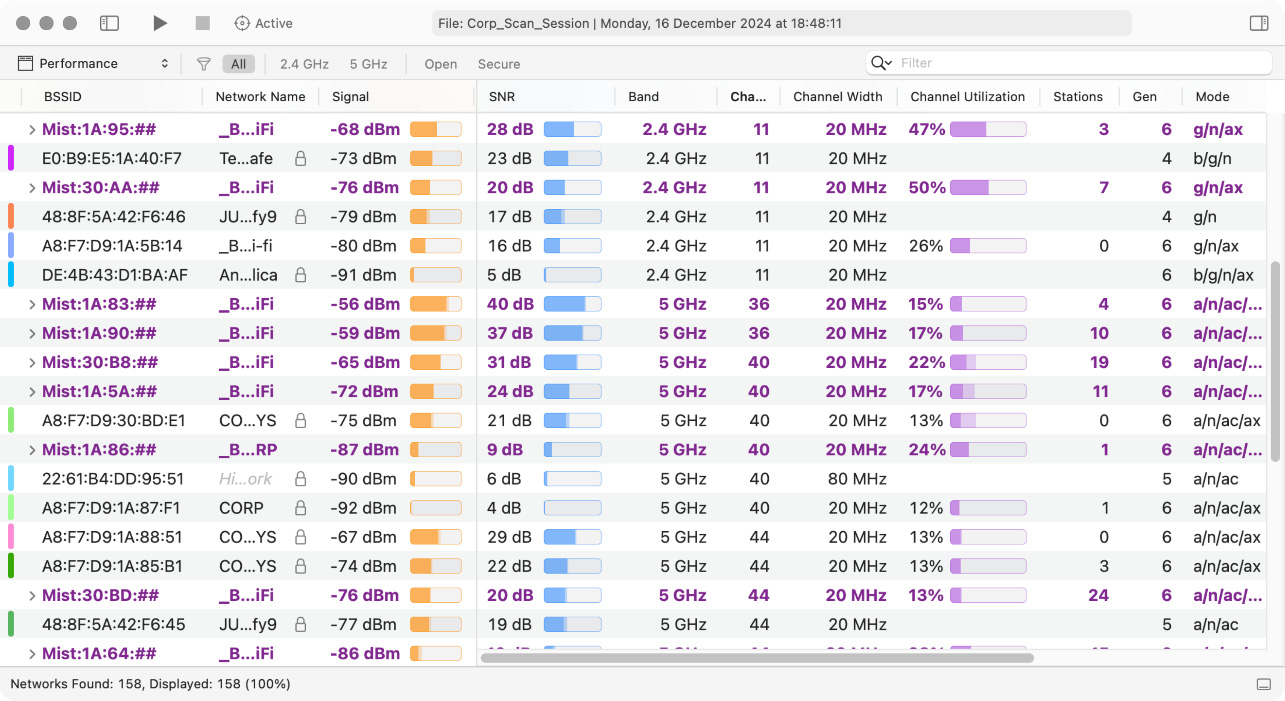 Active
File: Corp_Scan_Session | Monday, 16 December 2024 at 18:48:11
Performance All 2.4 GHz 5 GHz Open Secure Filter
BSSID Network Name Signal SNR Band Cha... Channel Width Channel Utilization Stations Gen Mode
Mist:1A:95:## _B...iFi -68 dBm 28 dB 2.4 GHz 11 20 MHz 47% 3 6 g/n/ax
E0:B9:E5:1A:40:F7 Te...afe -73 dBm 23 dB 2.4 GHz 11 20 MHz 4 b/g/n
Mist:30:AA:## _B...iFi -76 dBm 20 dB 2.4 GHz 11 20 MHz 50% 7 6 g/n/ax
48:8F:5A:42:F6:46 JU...fy9 -79 dBm 17 dB 2.4 GHz 11 20 MHz 4 g/n
A8:F7:D9:1A:5B:14 _B...i-fi -80 dBm 16 dB 2.4 GHz 11 20 MHz 26% 0 6 g/n/ax
DE:4B:43:D1:BA:AF An...lica -91 dBm 5 dB 2.4 GHz 11 20 MHz 6 b/g/n/ax
Mist:1A:83:## _B...iFi -56 dBm 40 dB 5 GHz 36 20 MHz 15% 4 6 a/n/ac/...
Mist:1A:90:## _B...iFi -59 dBm 37 dB 5 GHz 36 20 MHz 17% 10 6 a/n/ac/...
Mist:30:B8:## _B...iFi -65 dBm 31 dB 5 GHz 40 20 MHz 22% 19 6 a/n/ac/...
Mist:1A:5A:## _B...iFi -72 dBm 24 dB 5 GHz 40 20 MHz 17% 11 6 a/n/ac/...
A8:F7:D9:30:BD:E1 CO...YS -75 dBm 21 dB 5 GHz 40 20 MHz 13% 0 6 a/n/ac/ax
Mist:1A:86:## _B...RP -87 dBm 9 dB 5 GHz 40 20 MHz 24% 1 6 a/n/ac/...
22:61:B4:DD:95:51 Hi...ork -90 dBm 6 dB 5 GHz 40 80 MHz 5 a/n/ac
A8:F7:D9:1A:87:F1 CORP -92 dBm 4 dB 5 GHz 40 20 MHz 12% 1 6 a/n/ac/ax
A8:F7:D9:1A:88:51 CO...YS -67 dBm 29 dB 5 GHz 44 20 MHz 13% 0 6 a/n/ac/ax
A8:F7:D9:1A:85:B1 CO...YS -74 dBm 22 dB 5 GHz 44 20 MHz 13% 3 6 a/n/ac/ax
Mist:30:BD:## _B...iFi -76 dBm 20 dB 5 GHz 44 20 MHz 13% 24 6 a/n/ac/...
48:8F:5A:42:F6:45 JU...fy9 -77 dBm 19 dB 5 GHz 44 20 MHz 5 a/n/ac
Mist:1A:64:## _B...iFi -86 dBm
Networks Found: 158, Displayed: 158 (100%)